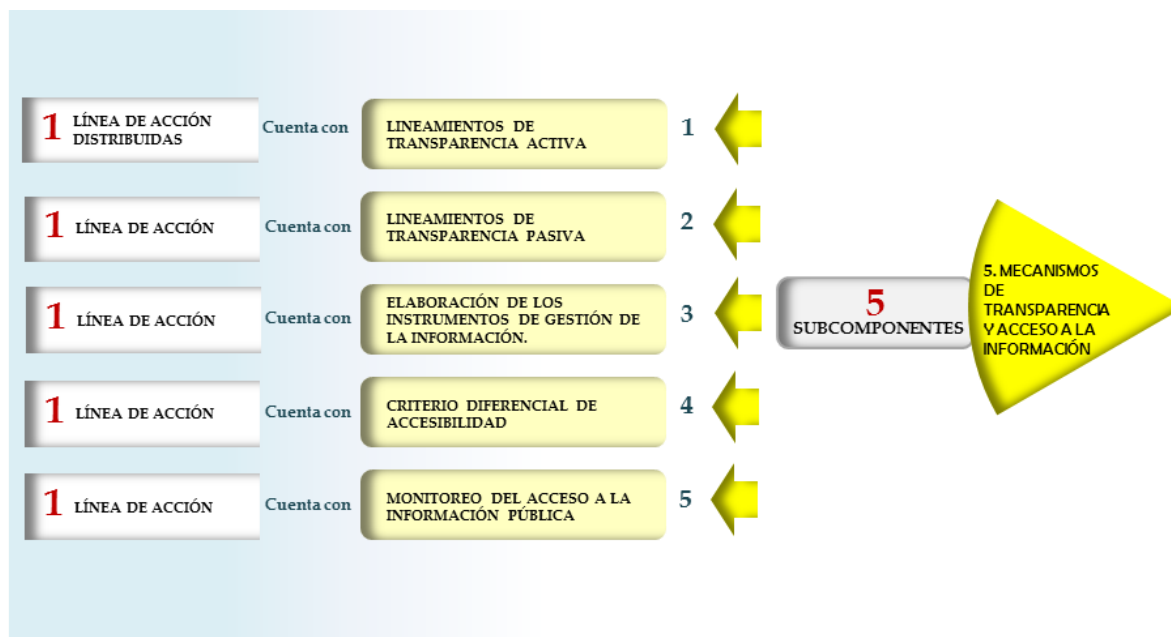 1 LÍNEA DE ACCIÓN
DISTRIBUIDAS
Cuenta con
LINEAMIENTOS DE
TRANSPARENCIA ACTIVA
1
1 LÍNEA DE ACCIÓN
Cuenta con
LINEAMIENTOS DE
TRANSPARENCIA PASIVA
2
1 LÍNEA DE ACCIÓN
Cuenta con
ELABORACIÓN DE LOS
INSTRUMENTOS DE GESTIÓN DE
LA INFORMACIÓN.
3
1 LÍNEA DE ACCIÓN
Cuenta con
CRITERIO DIFERENCIAL DE
ACCESIBILIDAD
4
1 LÍNEA DE ACCIÓN
Cuenta con
MONITOREO DEL ACCESO A LA
INFORMACIÓN PÚBLICA
5
5
SUBCOMPONENTES
5. MECANISMOS
DE
TRANSPARENCIA
Y ACCESO A LA
INFORMACIÓN